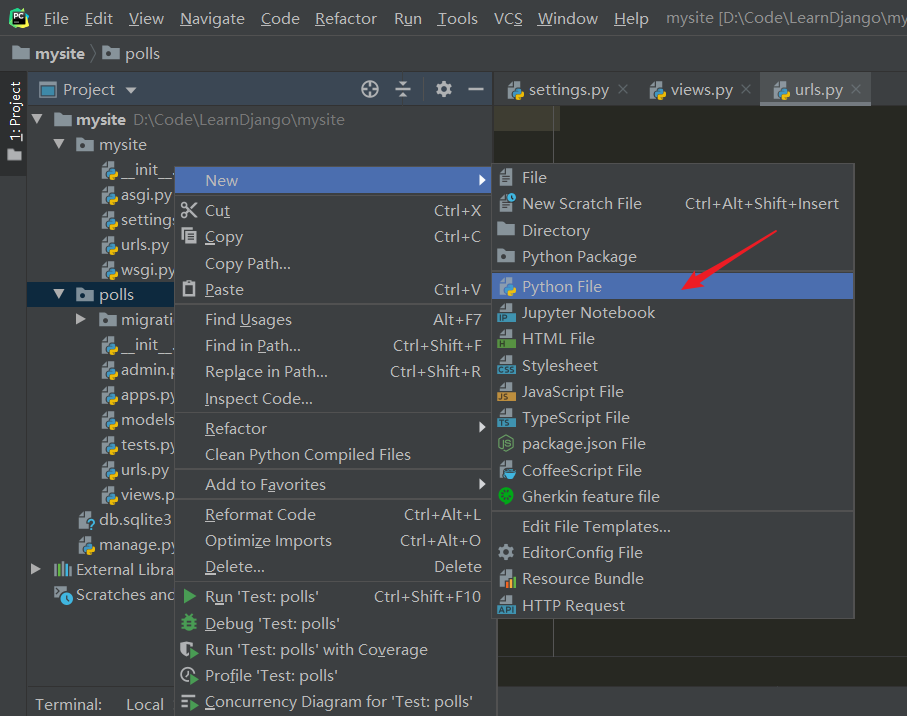 File Edit View Navigate Code Refactor Run Tools VCS Window Help mysite [D:\Code\LearnDjango\my
mysite polls
1: Project
Project
settings.py views.py urls.py
mysite D:\Code\LearnDjango\mysite
mysite
__init__.
asgi.py
settings
urls.py
wsgi.py
polls
migrati
__init__.
admin.p
apps.py
models
tests.py
urls.py
views.p
db.sqlite3
manage.py
External Libra
Scratches and
New
Cut Ctrl+X
Copy Ctrl+C
Copy Path...
Paste Ctrl+V
Find Usages Alt+F7
Find in Path... Ctrl+Shift+F
Replace in Path... Ctrl+Shift+R
Inspect Code...
Refactor
Clean Python Compiled Files
Add to Favorites
Reformat Code Ctrl+Alt+L
Optimize Imports Ctrl+Alt+O
Delete... Delete
Run 'Test: polls' Ctrl+Shift+F10
Debug 'Test: polls'
Run 'Test: polls' with Coverage
Profile 'Test: polls'
Concurrency Diagram for 'Test: polls'
File
New Scratch File Ctrl+Alt+Shift+Insert
Directory
Python Package
Python File
Jupyter Notebook
HTML File
Stylesheet
JavaScript File
TypeScript File
package.json File
CoffeeScript File
Gherkin feature file
Edit File Templates...
EditorConfig File
Resource Bundle
HTTP Request
Terminal: Local